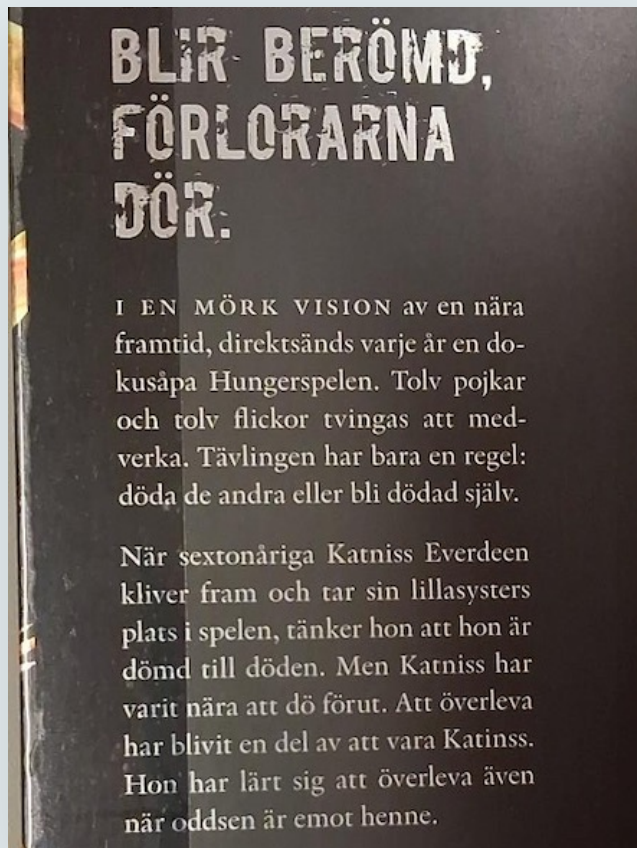 BLIR BERÖMD,
FÖRLORARNA
DÖR.
I EN MÖRK VISION av en nära
framtid, direktsänds varje år en do-
kusåpa Hungerspelen. Tolv pojkar
och tolv flickor tvingas att med-
verka. Tävlingen har bara en regel:
döda de andra eller bli dödad själv.
När sextonåriga Katniss Everdeen
kliver fram och tar sin lillasysters
plats i spelen, tänker hon att hon är
dömd till döden. Men Katniss har
varit nära att dö förut. Att överleva
har blivit en del av att vara Katinss.
Hon har lärt sig att överleva även
när oddsen är emot henne.